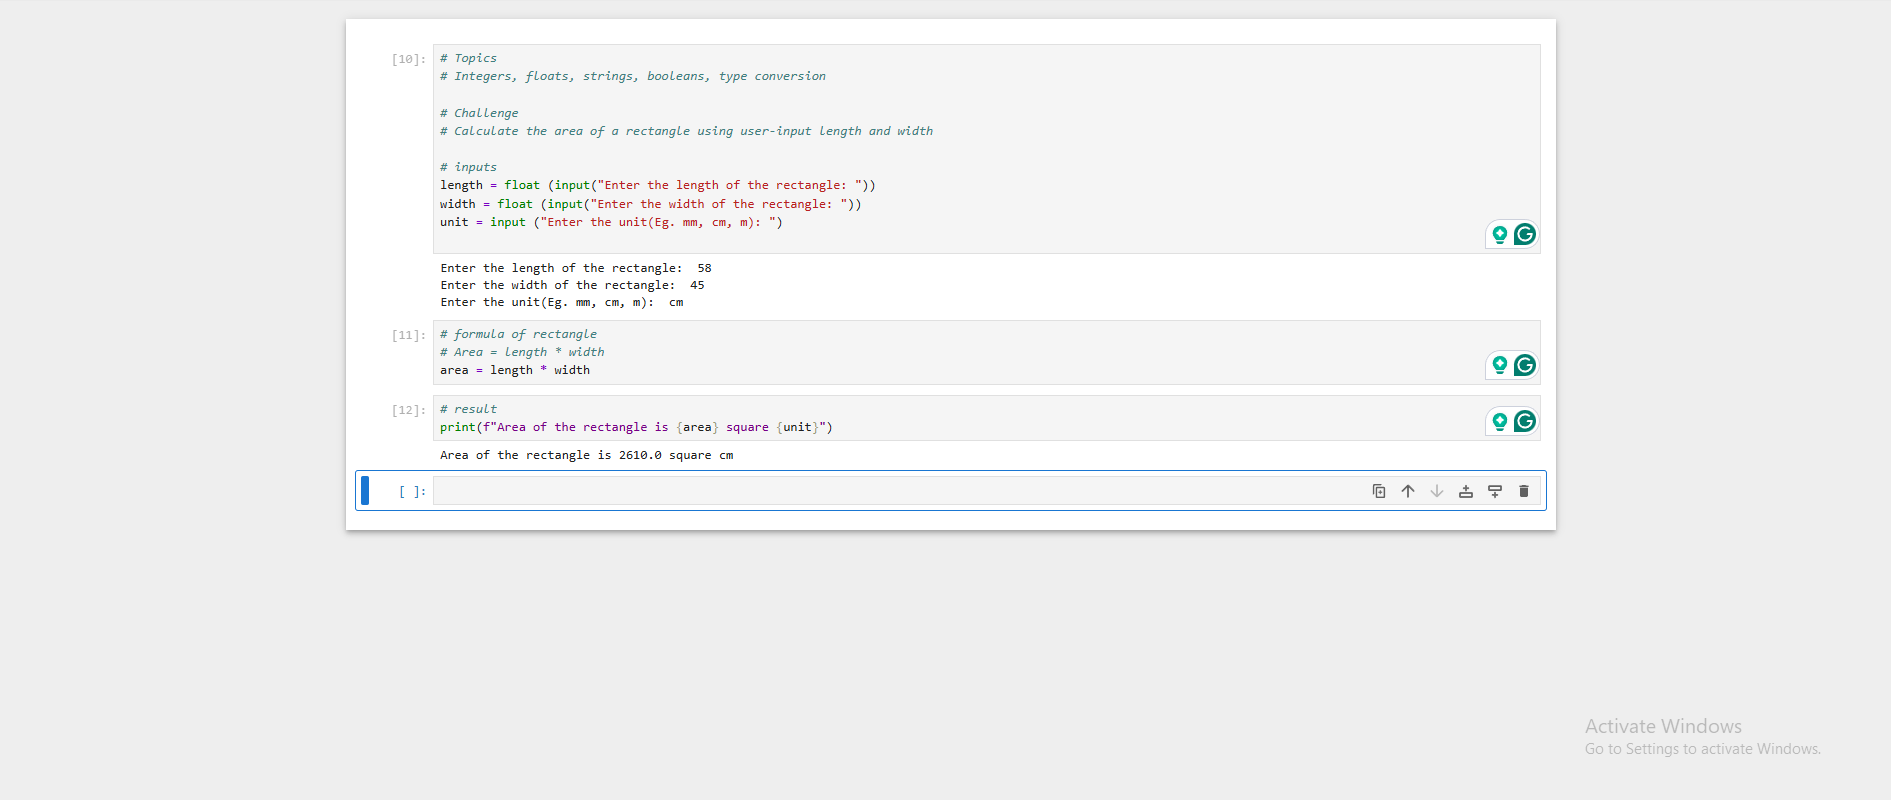 [10]: # Topics
# Integers, floats, strings, booleans, type conversion
# Challenge
# Calculate the area of a rectangle using user-input length and width
# inputs
length = float (input("Enter the length of the rectangle: "))
width = float (input("Enter the width of the rectangle: "))
unit = input ("Enter the unit(Eg. mm, cm, m): ")
Enter the length of the rectangle:  58
Enter the width of the rectangle:  45
Enter the unit(Eg. mm, cm, m):  cm
[11]: # formula of rectangle
# Area = length * width
area = length * width
[12]: # result
print(f"Area of the rectangle is {area} square {unit}")
Area of the rectangle is 2610.0 square cm
[ ]:
Activate Windows
Go to Settings to activate Windows.